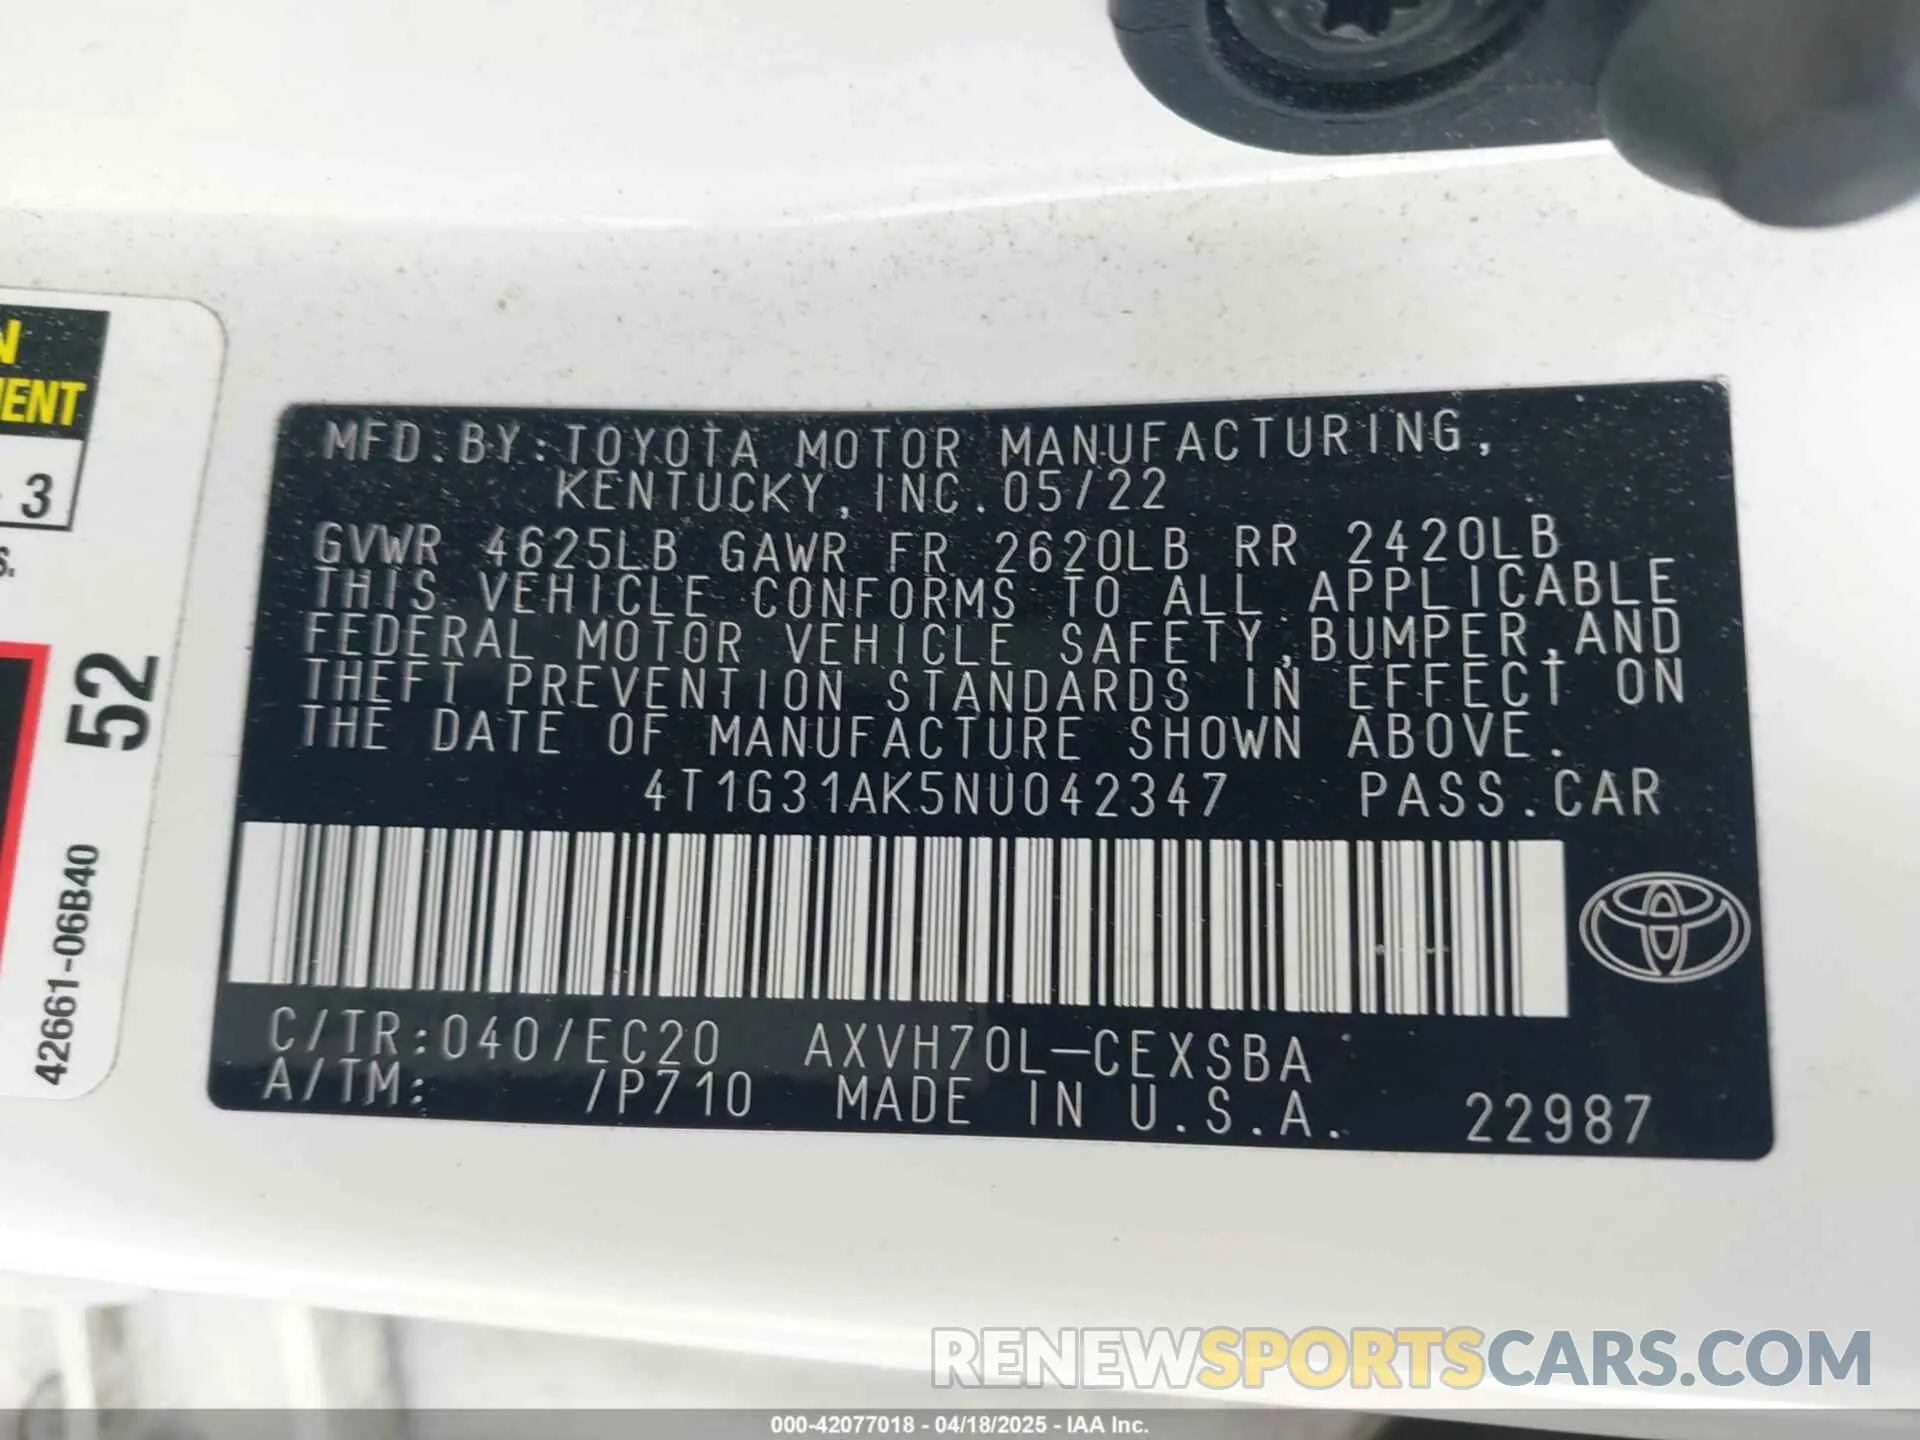 N
MENT
3
S.
52
42661-06B40
MFD.BY:TOYOTA MOTOR MANUFACTURING,
KENTUCKY,INC.05/22
GVWR 4625LB GAWR FR 2620LB RR 2420LB
THIS VEHICLE CONFORMS TO ALL APPLICABLE
FEDERAL MOTOR VEHICLE SAFETY,BUMPER,AND
THEFT PREVENTION STANDARDS IN EFFECT ON
THE DATE OF MANUFACTURE SHOWN ABOVE.
4T1G31AK5NU042347 PASS.CAR
C/TR:040/EC20 AXVH70L-CEXSBA
A/TM: /P710 MADE IN U.S.A. 22987
RENEWSPORTSCARS.COM
000-42077018 - 04/18/2025 - IAA Inc.